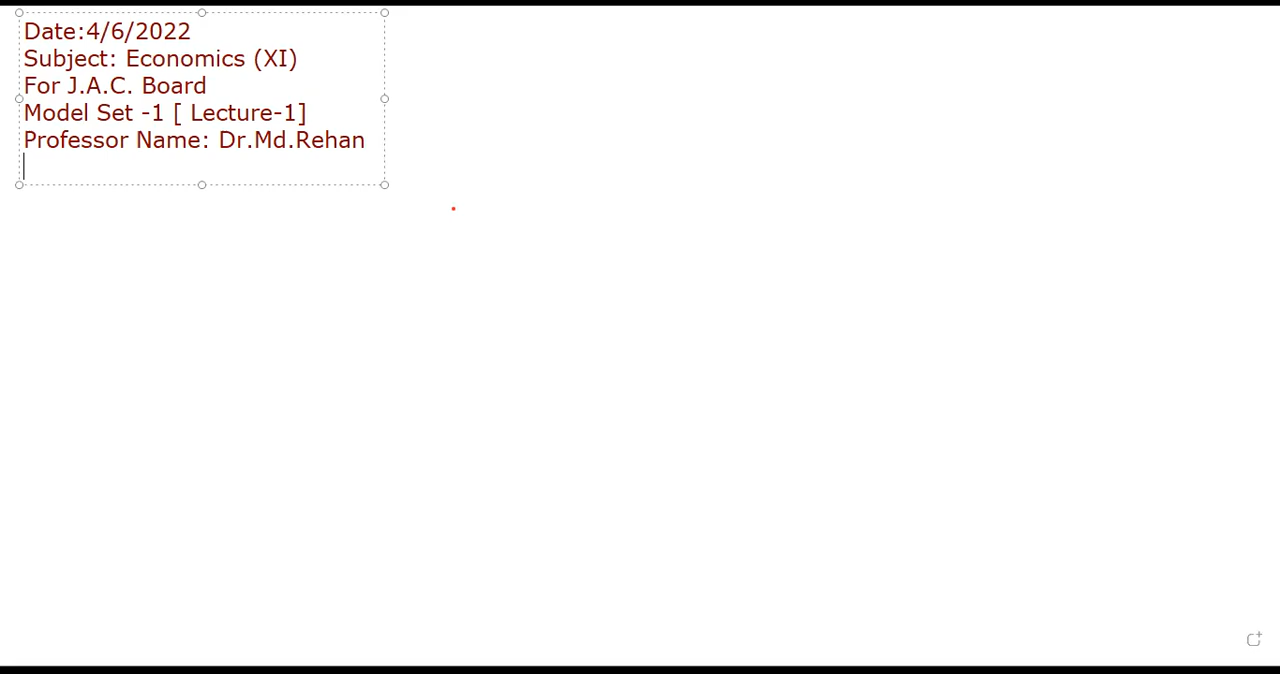 Date:4/6/2022
Subject: Economics (XI)
For J.A.C. Board
Model Set -1 [ Lecture-1]
Professor Name: Dr.Md.Rehan